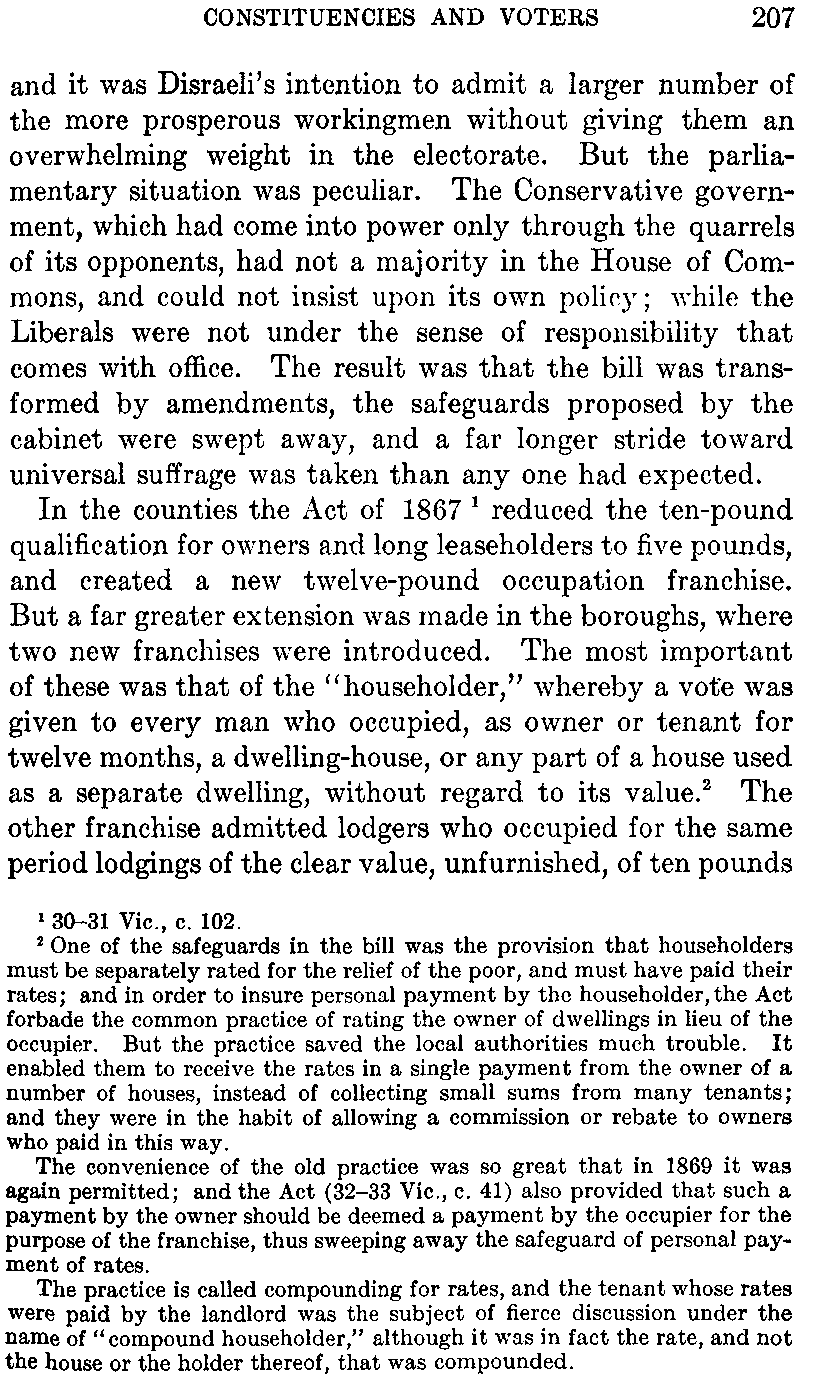 CONSTITUENCIES AND VOTERS 207
and it was Disraeli's intention to admit a larger number of
the more prosperous workingmen without giving them an
overwhelming weight in the electorate. But the parlia-
mentary situation was peculiar. The Conservative govern-
ment, which had come into power only through the quarrels
of its opponents, had not a majority in the House of Com-
mons, and could not insist upon its own policy; while the
Liberals were not under the sense of responsibility that
comes with office. The result was that the bill was trans-
formed by amendments, the safeguards proposed by the
cabinet were swept away, and a far longer stride toward
universal suffrage was taken than any one had expected.
In the counties the Act of 1867 ¹ reduced the ten-pound
qualification for owners and long leaseholders to five pounds,
and created a new twelve-pound occupation franchise.
But a far greater extension was made in the boroughs, where
two new franchises were introduced. The most important
of these was that of the "householder," whereby a vote was
given to every man who occupied, as owner or tenant for
twelve months, a dwelling-house, or any part of a house used
as a separate dwelling, without regard to its value.² The
other franchise admitted lodgers who occupied for the same
period lodgings of the clear value, unfurnished, of ten pounds
¹ 30–31 Vic., c. 102.
² One of the safeguards in the bill was the provision that householders
must be separately rated for the relief of the poor, and must have paid their
rates; and in order to insure personal payment by the householder, the Act
forbade the common practice of rating the owner of dwellings in lieu of the
occupier. But the practice saved the local authorities much trouble. It
enabled them to receive the rates in a single payment from the owner of a
number of houses, instead of collecting small sums from many tenants;
and they were in the habit of allowing a commission or rebate to owners
who paid in this way.
The convenience of the old practice was so great that in 1869 it was
again permitted; and the Act (32–33 Vic., c. 41) also provided that such a
payment by the owner should be deemed a payment by the occupier for the
purpose of the franchise, thus sweeping away the safeguard of personal pay-
ment of rates.
The practice is called compounding for rates, and the tenant whose rates
were paid by the landlord was the subject of fierce discussion under the
name of "compound householder," although it was in fact the rate, and not
the house or the holder thereof, that was compounded.